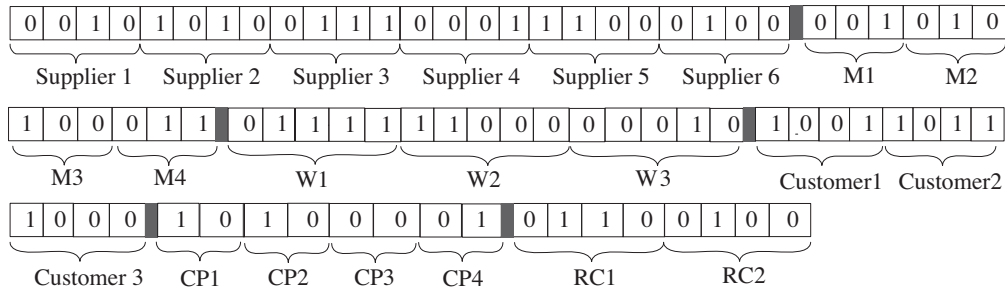 0 0 1 0 1 0 1 0 0 1 1 1 0 0 0 1 1 1 0 0 0 1 0 0 0 0 1 0 1 0
Supplier 1 Supplier 2 Supplier 3 Supplier 4 Supplier 5 Supplier 6 M1 M2
1 0 0 0 1 1 0 1 1 1 1 1 1 0 0 0 0 0 0 1 0 1 0 0 1 1 0 1 1
M3 M4 W1 W2 W3 Customer1 Customer2
1 0 0 0 1 0 1 0 0 0 0 1 0 1 1 0 0 1 0 0
Customer 3 CP1 CP2 CP3 CP4 RC1 RC2